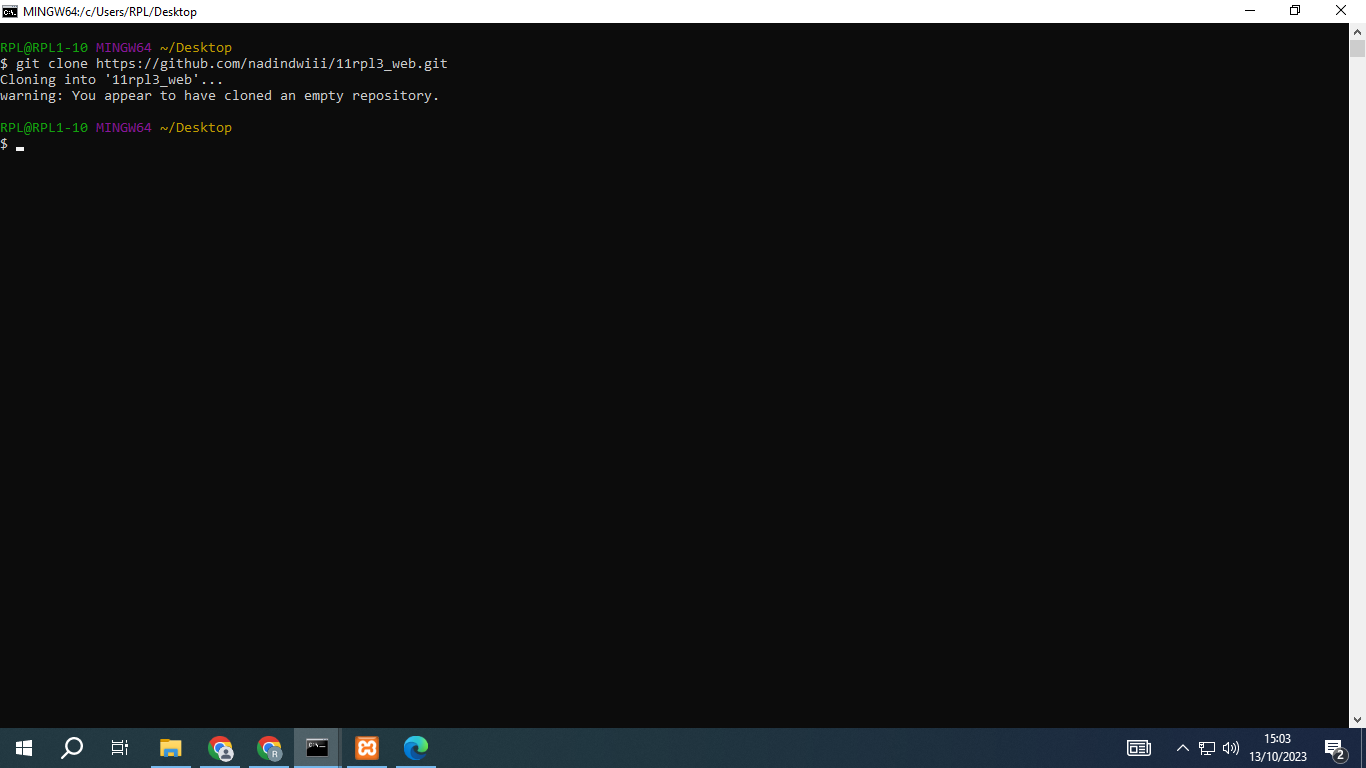 MINGW64:/c/Users/RPL/Desktop
RPL@RPL1-10 MINGW64 ~/Desktop
$ git clone https://github.com/nadindwiii/11rpl3_web.git
Cloning into '11rpl3_web'...
warning: You appear to have cloned an empty repository.
RPL@RPL1-10 MINGW64 ~/Desktop
$
R
15:03
13/10/2023
2